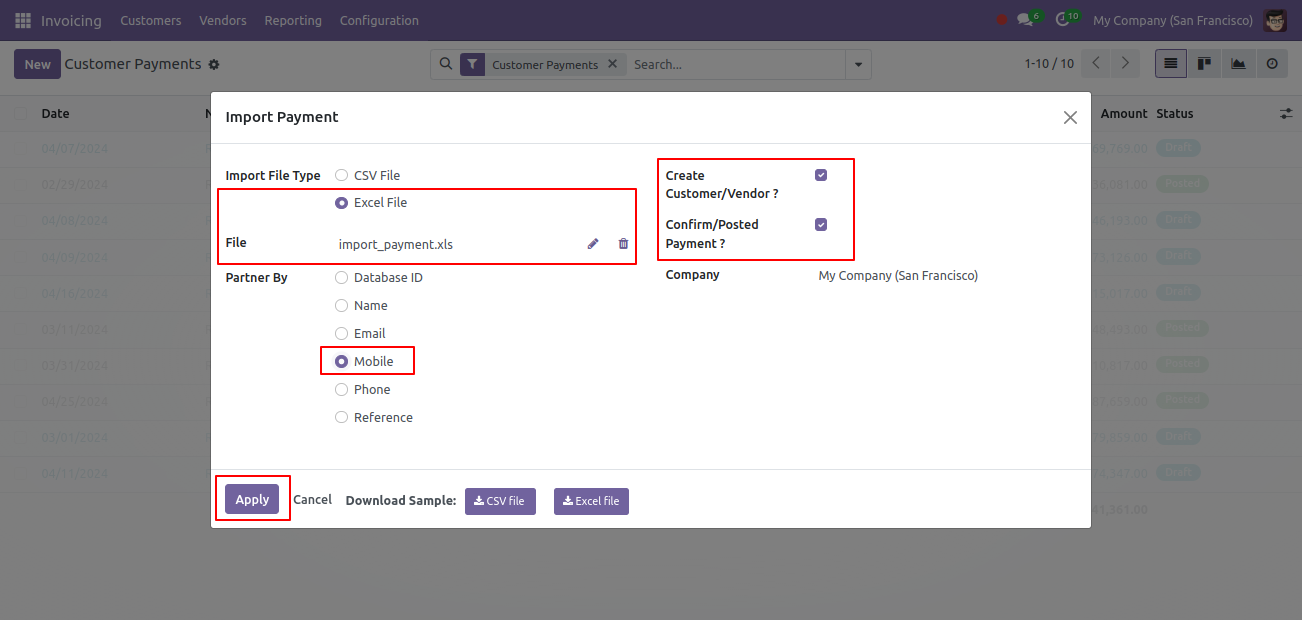 Invoicing Customers Vendors Reporting Configuration 6 10 My Company (San Francisco)
New Customer Payments Customer Payments Search... 1-10 / 10
Date Amount Status
Import Payment
04/07/2024 Draft
02/29/2024 Posted
04/08/2024 Draft
04/09/2024 Draft
04/16/2024 Draft
03/11/2024 Posted
03/31/2024 Posted
04/23/2024 Posted
03/01/2024 Draft
04/11/2024 Draft
Import File Type CSV File
Excel File
File import_payment.xls
Partner By Database ID
Name
Email
Mobile
Phone
Reference
Create
Customer/Vendor ?
Confirm/Posted
Payment ?
Company My Company (San Francisco)
Apply Cancel Download Sample: CSV file Excel file